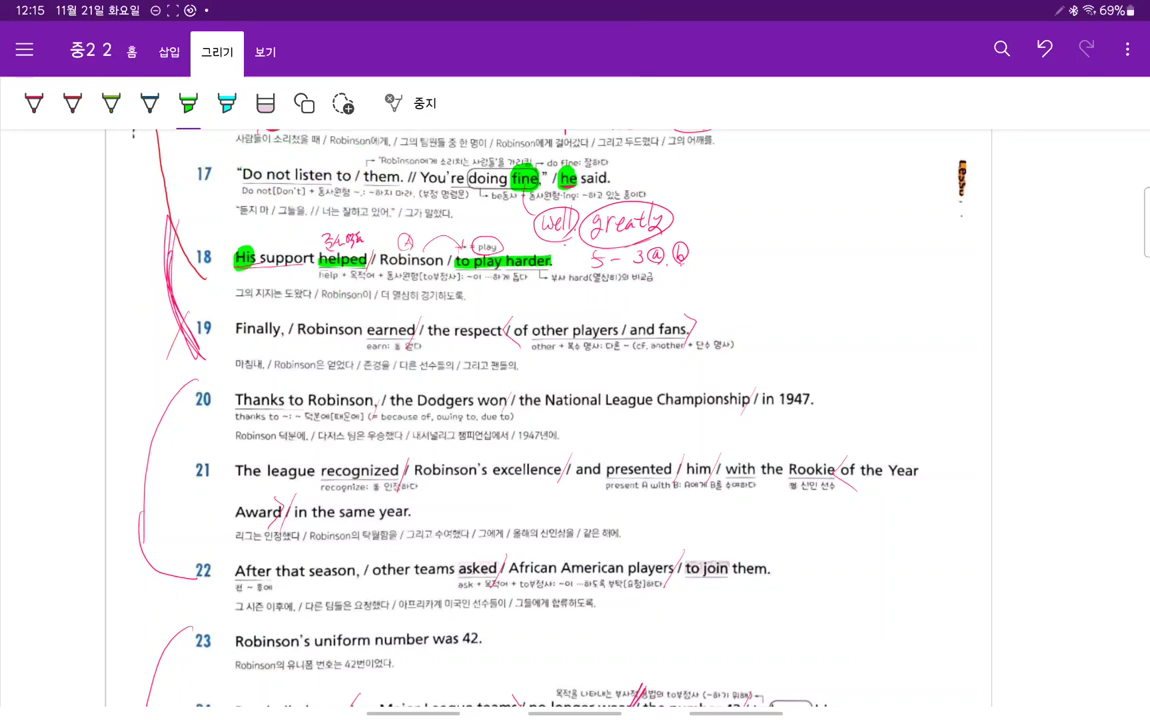 12:15 11월 21일 화요일 69%
중2 2 홈 삽입 그리기 보기
중지
사람들이 소리쳤을 때 / Robinson에게, / 그의 팀원들 중 한 명이 / Robinson에게 걸어갔다 / 그리고 두드렸다 / 그의 어깨를.
'Robinson에게 소리치는 사람들'을 가리킴 do fine: 잘하다
17 “Do not listen to / them. // You're doing fine,” / he said.
Do not[Don't] + 동사원형 ~.: ~하지 마라. (부정 명령문) be동사 + 동사원형-ing: ~하고 있는 중이다
“듣지 마 / 그들을. // 너는 잘하고 있어,” / 그가 말했다.
well greatly
준사역동 play
5 - 3 ⓐ. ⓑ
18 His support helped / Robinson / to play harder.
help + 목적어 + 동사원형[to부정사]: ~이 …하게 돕다 부사 hard(열심히)의 비교급
그의 지지는 도왔다 / Robinson이 / 더 열심히 경기하도록.
19 Finally, / Robinson earned / the respect / of other players / and fans.
earn: 동 얻다 other + 복수 명사: 다른 ~ (cf. another + 단수 명사)
마침내, / Robinson은 얻었다 / 존경을 / 다른 선수들의 / 그리고 팬들의.
20 Thanks to Robinson, / the Dodgers won / the National League Championship / in 1947.
thanks to ~: ~ 덕분에[때문에] (= because of, owing to, due to)
Robinson 덕분에, / 다저스 팀은 우승했다 / 내셔널리그 챔피언십에서 / 1947년에.
21 The league recognized / Robinson's excellence / and presented / him / with the Rookie of the Year
recognize: 동 인정하다 present A with B: A에게 B를 수여하다 명 신인 선수
Award / in the same year.
리그는 인정했다 / Robinson의 탁월함을 / 그리고 수여했다 / 그에게 / 올해의 신인상을 / 같은 해에.
22 After that season, / other teams asked / African American players / to join them.
전 ~ 후에 ask + 목적어 + to부정사: ~이 …하도록 부탁[요청]하다
그 시즌 이후에, / 다른 팀들은 요청했다 / 아프리카계 미국인 선수들이 / 그들에게 합류하도록.
23 Robinson's uniform number was 42.
Robinson의 유니폼 번호는 42번이었다.
목적을 나타내는 부사적 용법의 to부정사 (~하기 위해)
Major League teams / no longer wear / the number 42 /